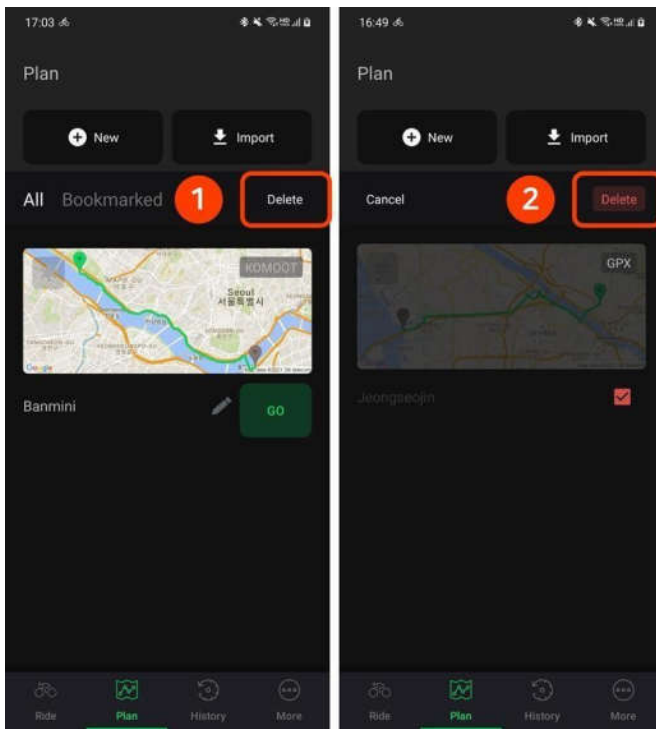 17:03
Plan
New
Import
All Bookmarked
1
Delete
KOMOOT
Seoul
서울특별시
Google
Banmini
GO
Ride
Plan
History
More
16:49
Plan
New
Import
Cancel
2
Delete
GPX
Jeongseojin
Ride
Plan
History
More